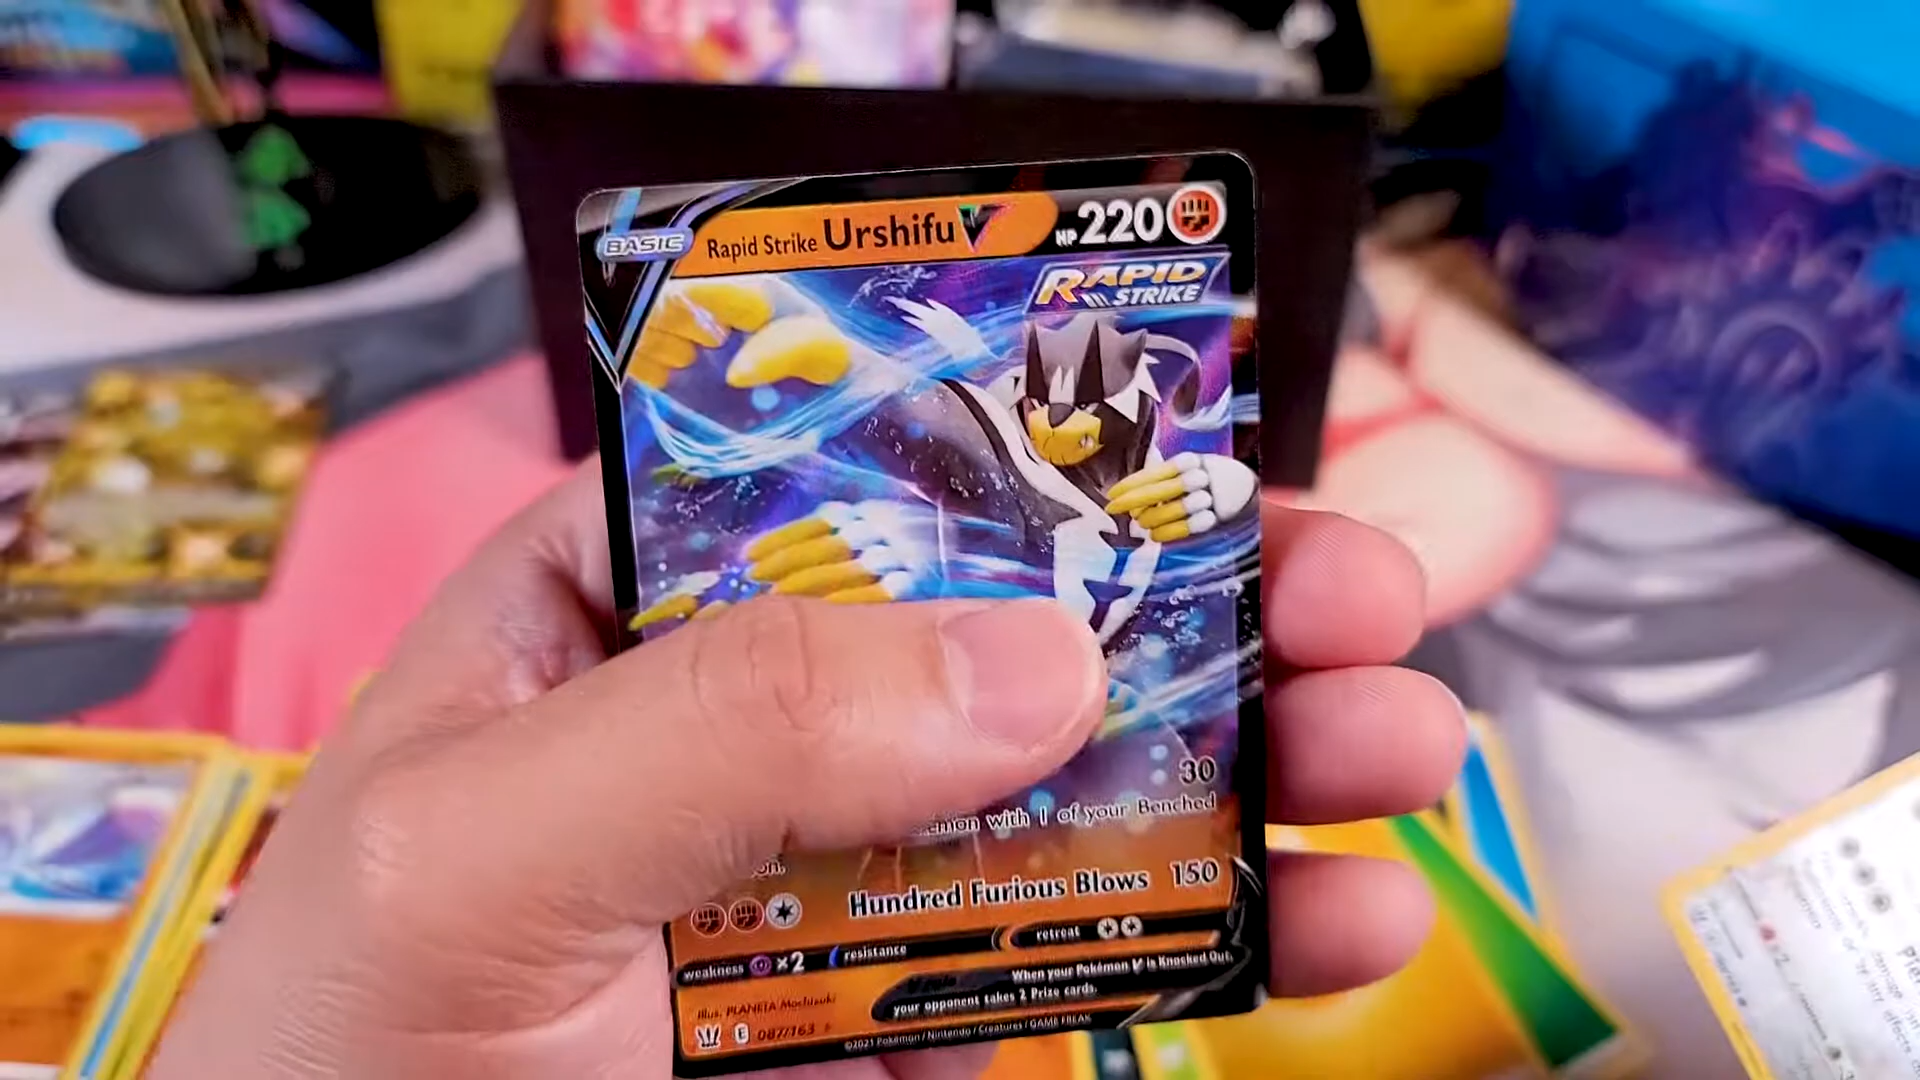 BASIC
Rapid Strike Urshifu V
HP 220
RAPID
STRIKE
30
with 1 of your Benched
Hundred Furious Blows 150
weakness ×2 resistance retreat
When your Pokémon V is Knocked Out,
your opponent takes 2 Prize cards.
Illus. PLANETA Mochizuki
E 087/163
©2021 Pokémon / Nintendo / Creatures / GAME FREAK